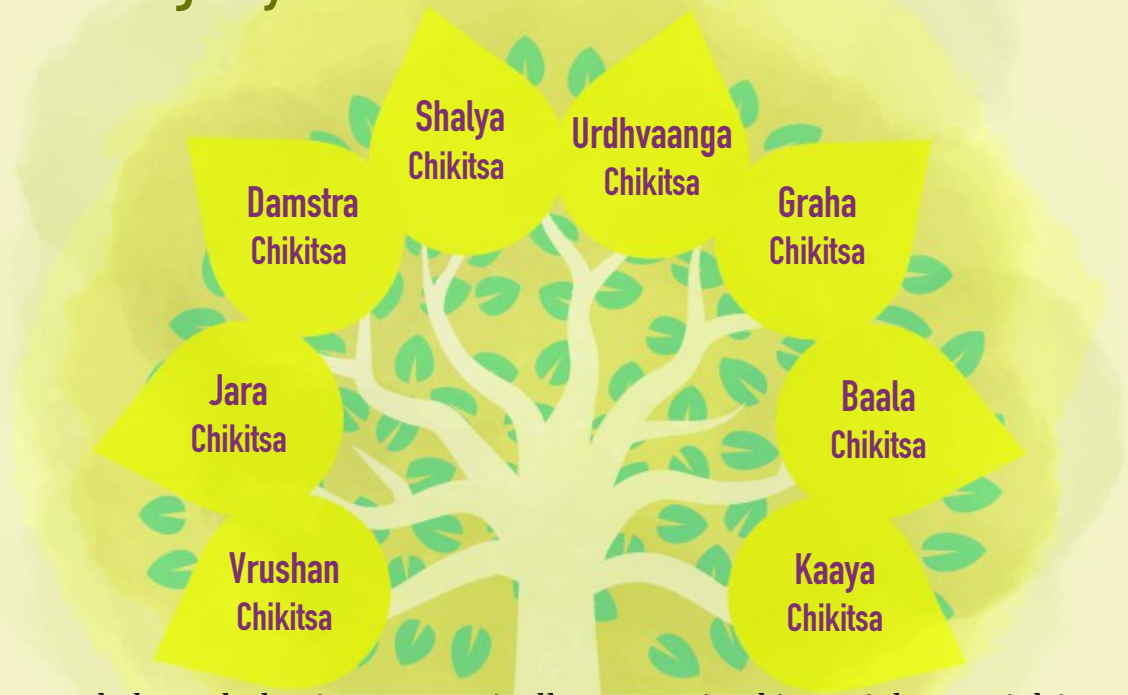 Shalya
Chikitsa
Urdhvaanga
Chikitsa
Damstra
Chikitsa
Graha
Chikitsa
Jara
Chikitsa
Baala
Chikitsa
Vrushan
Chikitsa
Kaaya
Chikitsa